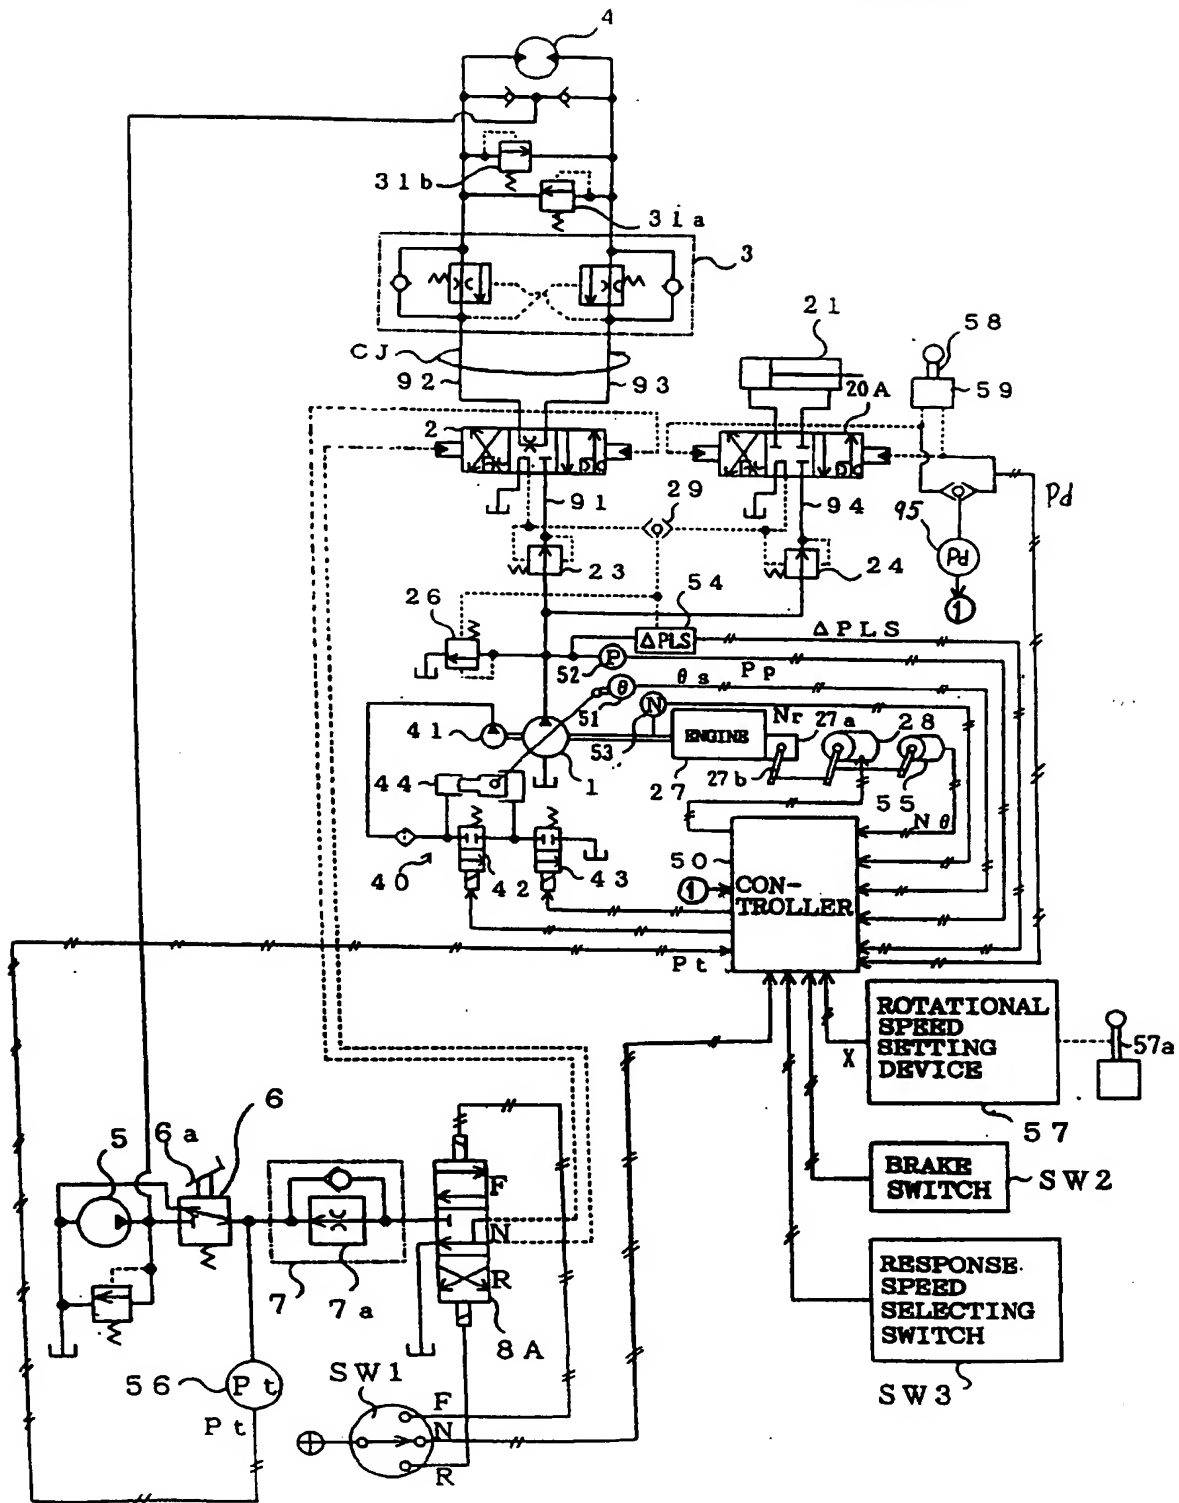 4
31b
31a
3
CJ
92
93
21
58
59
20A
2
91
29
94
95
Pd
Pd
1
23
24
26
54
ΔPLS
ΔPLS
52
P
Pp
θs
θ
51
N
53
Nr
27a
28
41
1
ENGINE
27
27b
55
Nθ
44
40
42
43
50
1
CON-
TROLLER
Pt
X
ROTATIONAL
SPEED
SETTING
DEVICE
57a
57
BRAKE
SWITCH
SW2
RESPONSE
SPEED
SELECTING
SWITCH
SW3
5
6a
6
7
7a
F
N
R
8A
56
Pt
Pt
SW1
F
N
R